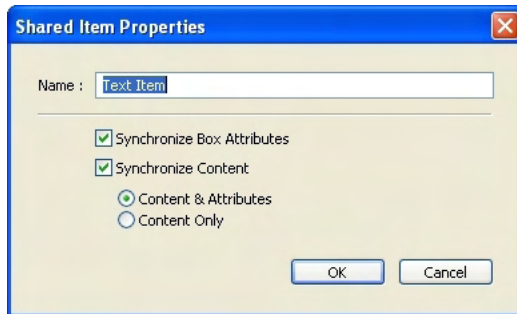 Shared Item Properties
Name : Text Item
Synchronize Box Attributes
Synchronize Content
Content & Attributes
Content Only
OK Cancel